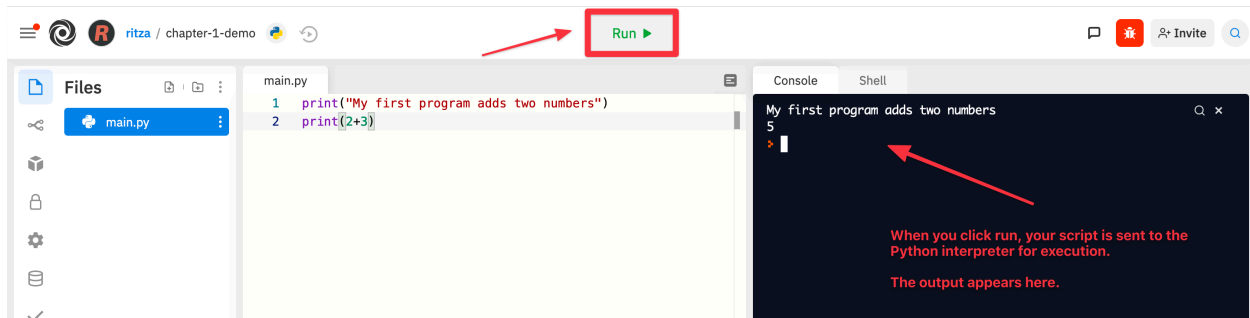 R ritza / chapter-1-demo
Run
Invite
Files
main.py
main.py
1 print("My first program adds two numbers")
2 print(2+3)
Console Shell
My first program adds two numbers
5
When you click run, your script is sent to the
Python interpreter for execution.
The output appears here.